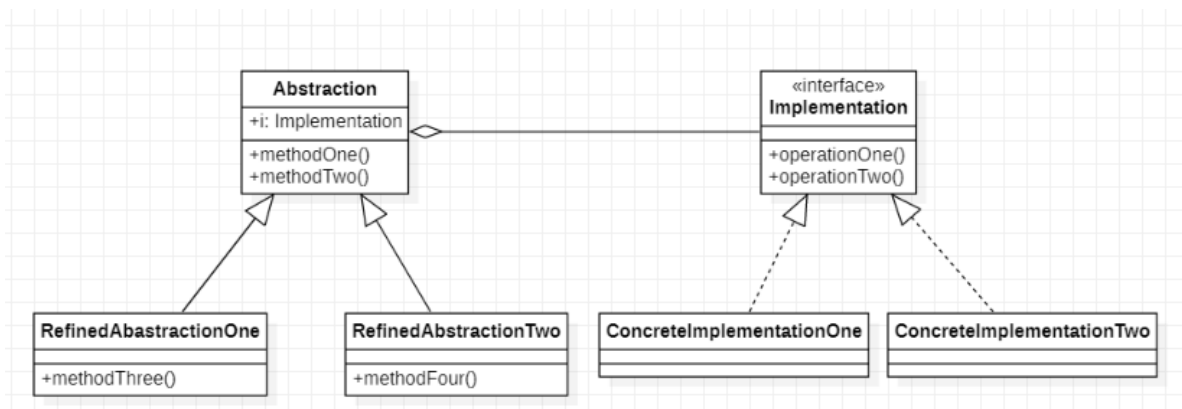 Abstraction
+i: Implementation
+methodOne()
+methodTwo()
«interface»
Implementation
+operationOne()
+operationTwo()
RefinedAbastractionOne
+methodThree()
RefinedAbstractionTwo
+methodFour()
ConcreteImplementationOne
ConcreteImplementationTwo